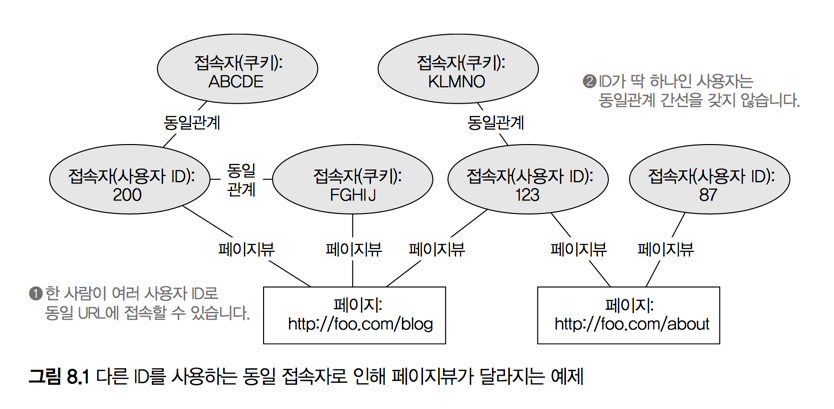 접속자(쿠키):
ABCDE
접속자(쿠키):
KLMNO
❷ ID가 딱 하나인 사용자는
동일관계 간선을 갖지 않습니다.
동일관계
동일관계
접속자(사용자 ID):
200
동일
관계
접속자(쿠키):
FGHIJ
접속자(사용자 ID):
123
접속자(사용자 ID):
87
페이지뷰
페이지뷰
페이지뷰
페이지뷰
페이지뷰
❶ 한 사람이 여러 사용자 ID로
동일 URL에 접속할 수 있습니다.
페이지:
http://foo.com/blog
페이지:
http://foo.com/about
그림 8.1 다른 ID를 사용하는 동일 접속자로 인해 페이지뷰가 달라지는 예제